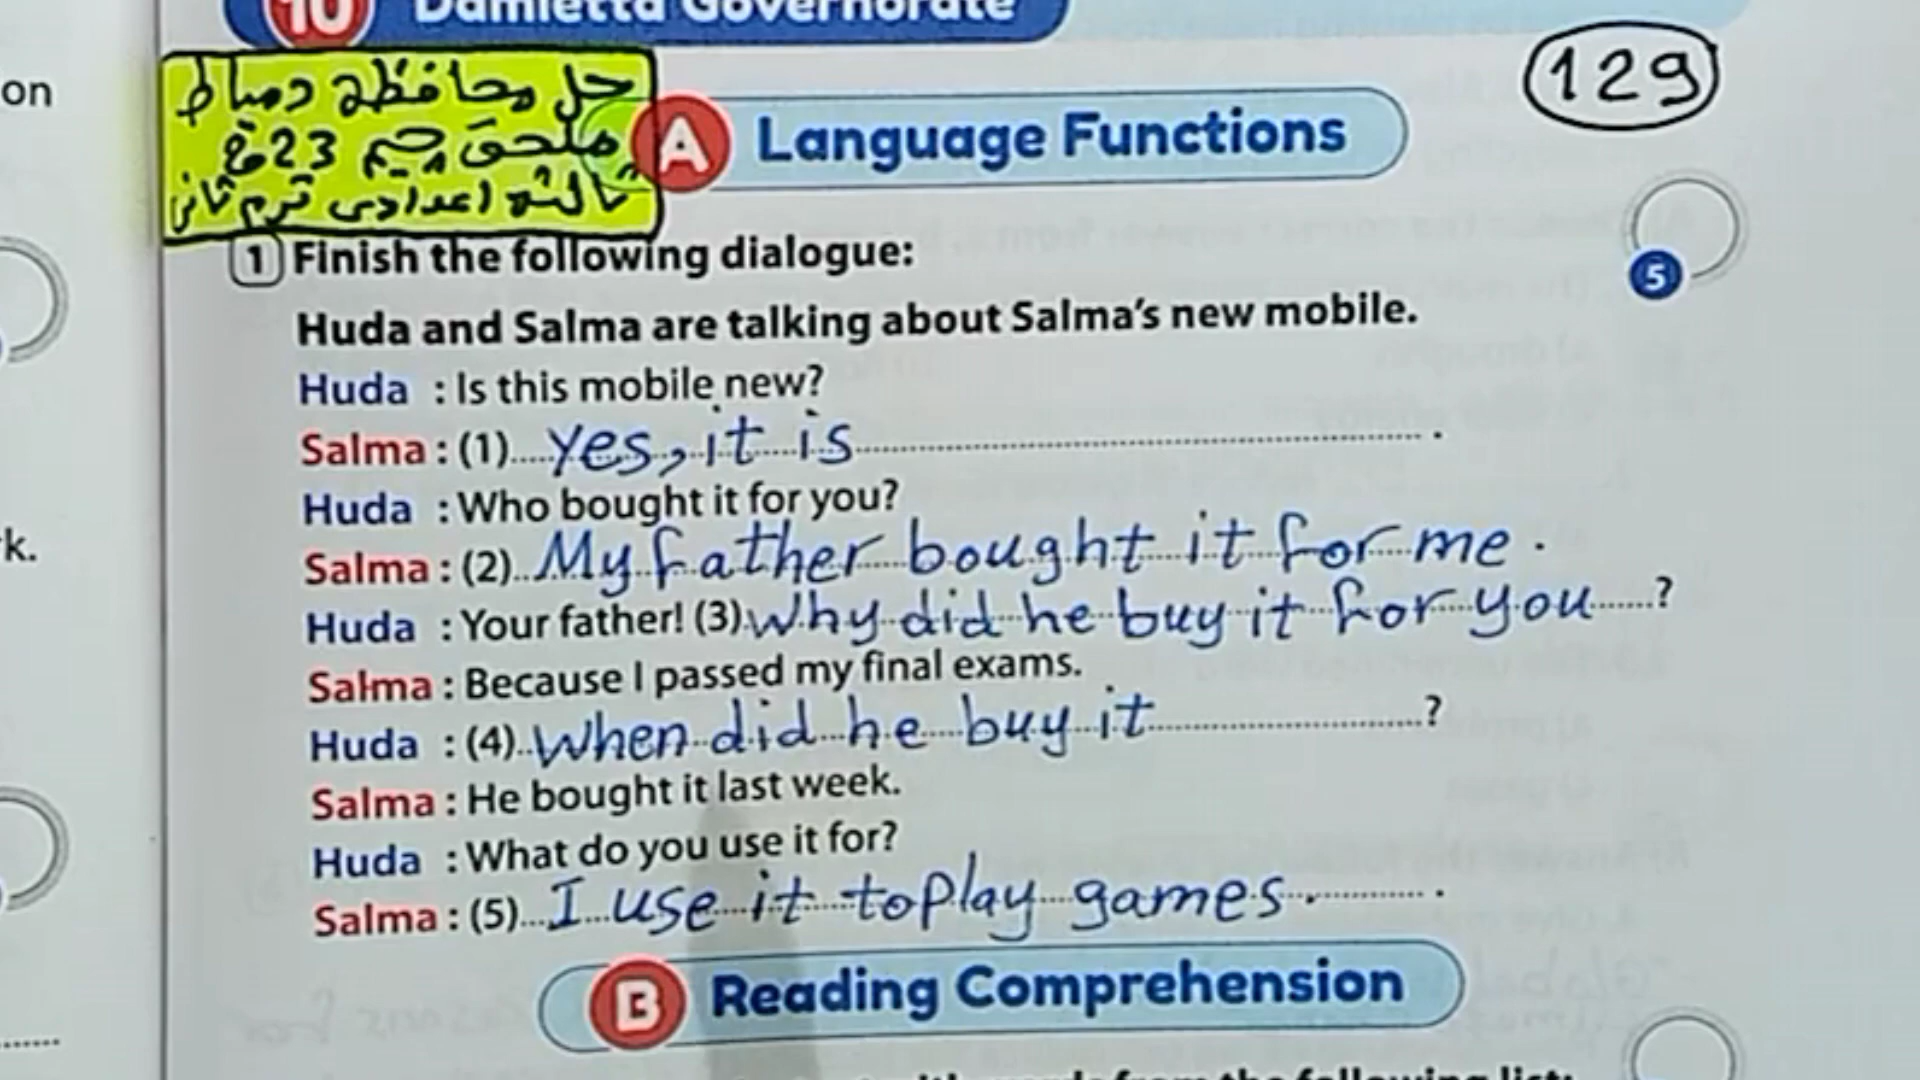 10 Damietta Governorate
129
حل محافظة دمياط
ملحق جيم 23
تالته اعدادى ترم تانى
A Language Functions
5
1 Finish the following dialogue:
Huda and Salma are talking about Salma's new mobile.
Huda : Is this mobile new?
Salma : (1)....yes, it is.............................................
Huda : Who bought it for you?
Salma : (2)..My father bought it for me .
Huda : Your father! (3).Why did he buy it for you......?
Salma : Because I passed my final exams.
Huda : (4)..When did he buy it..........................?
Salma : He bought it last week.
Huda : What do you use it for?
Salma : (5)...I use it to play games...............
B Reading Comprehension
on
k.